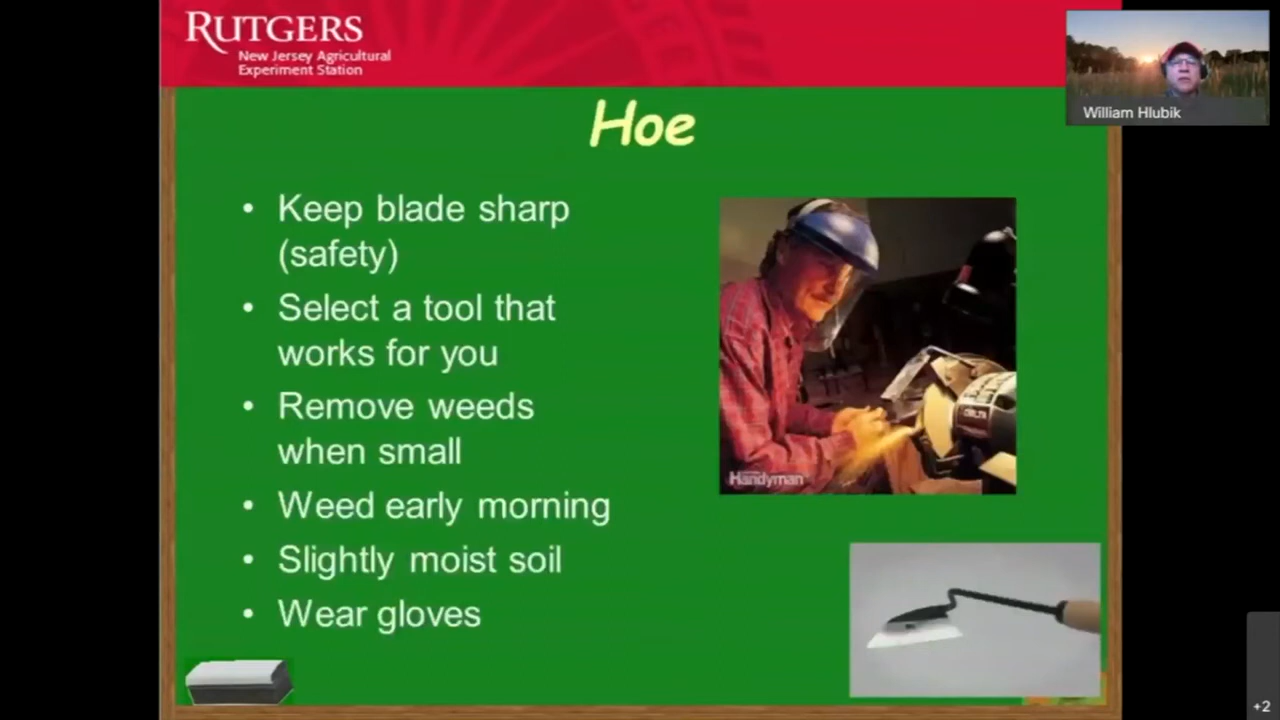 RUTGERS
New Jersey Agricultural
Experiment Station
William Hlubik
Hoe
• Keep blade sharp
(safety)
• Select a tool that
works for you
• Remove weeds
when small
• Weed early morning
• Slightly moist soil
• Wear gloves
DELTA
Handyman
+2